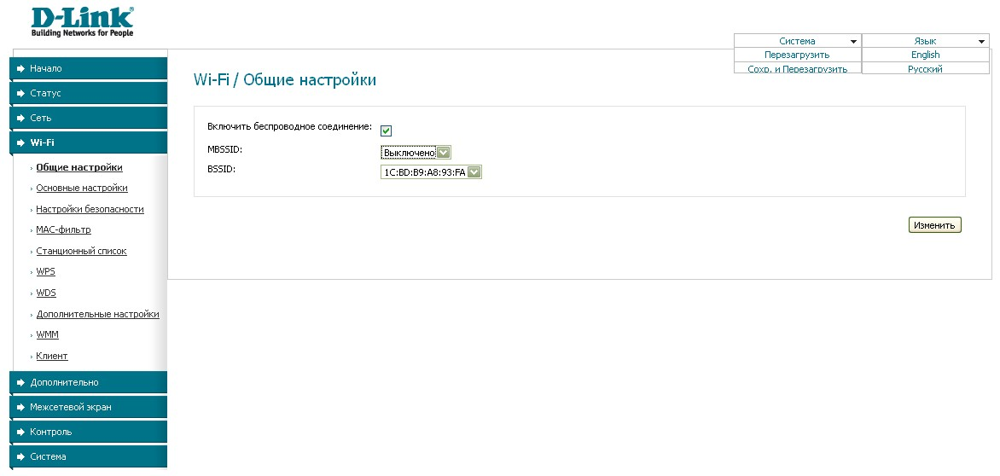 D-Link
Building Networks for People
Система Язык
Перезагрузить English
Сохр. и Перезагрузить Русский
Начало
Статус
Сеть
Wi-Fi
Общие настройки
Основные настройки
Настройки безопасности
MAC-фильтр
Станционный список
WPS
WDS
Дополнительные настройки
WMM
Клиент
Дополнительно
Межсетевой экран
Контроль
Система
Wi-Fi / Общие настройки
Включить беспроводное соединение:
MBSSID: Выключено
BSSID: 1C:BD:B9:A8:93:FA
Изменить